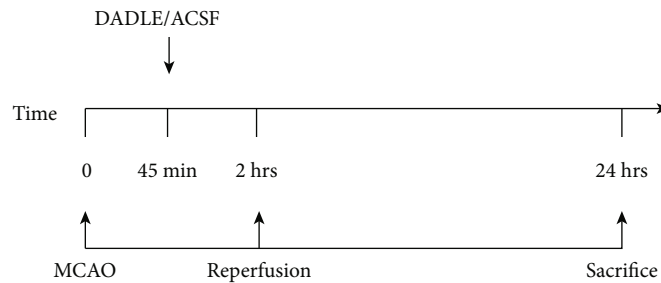 DADLE/ACSF
Time
0 45 min 2 hrs 24 hrs
MCAO Reperfusion Sacrifice